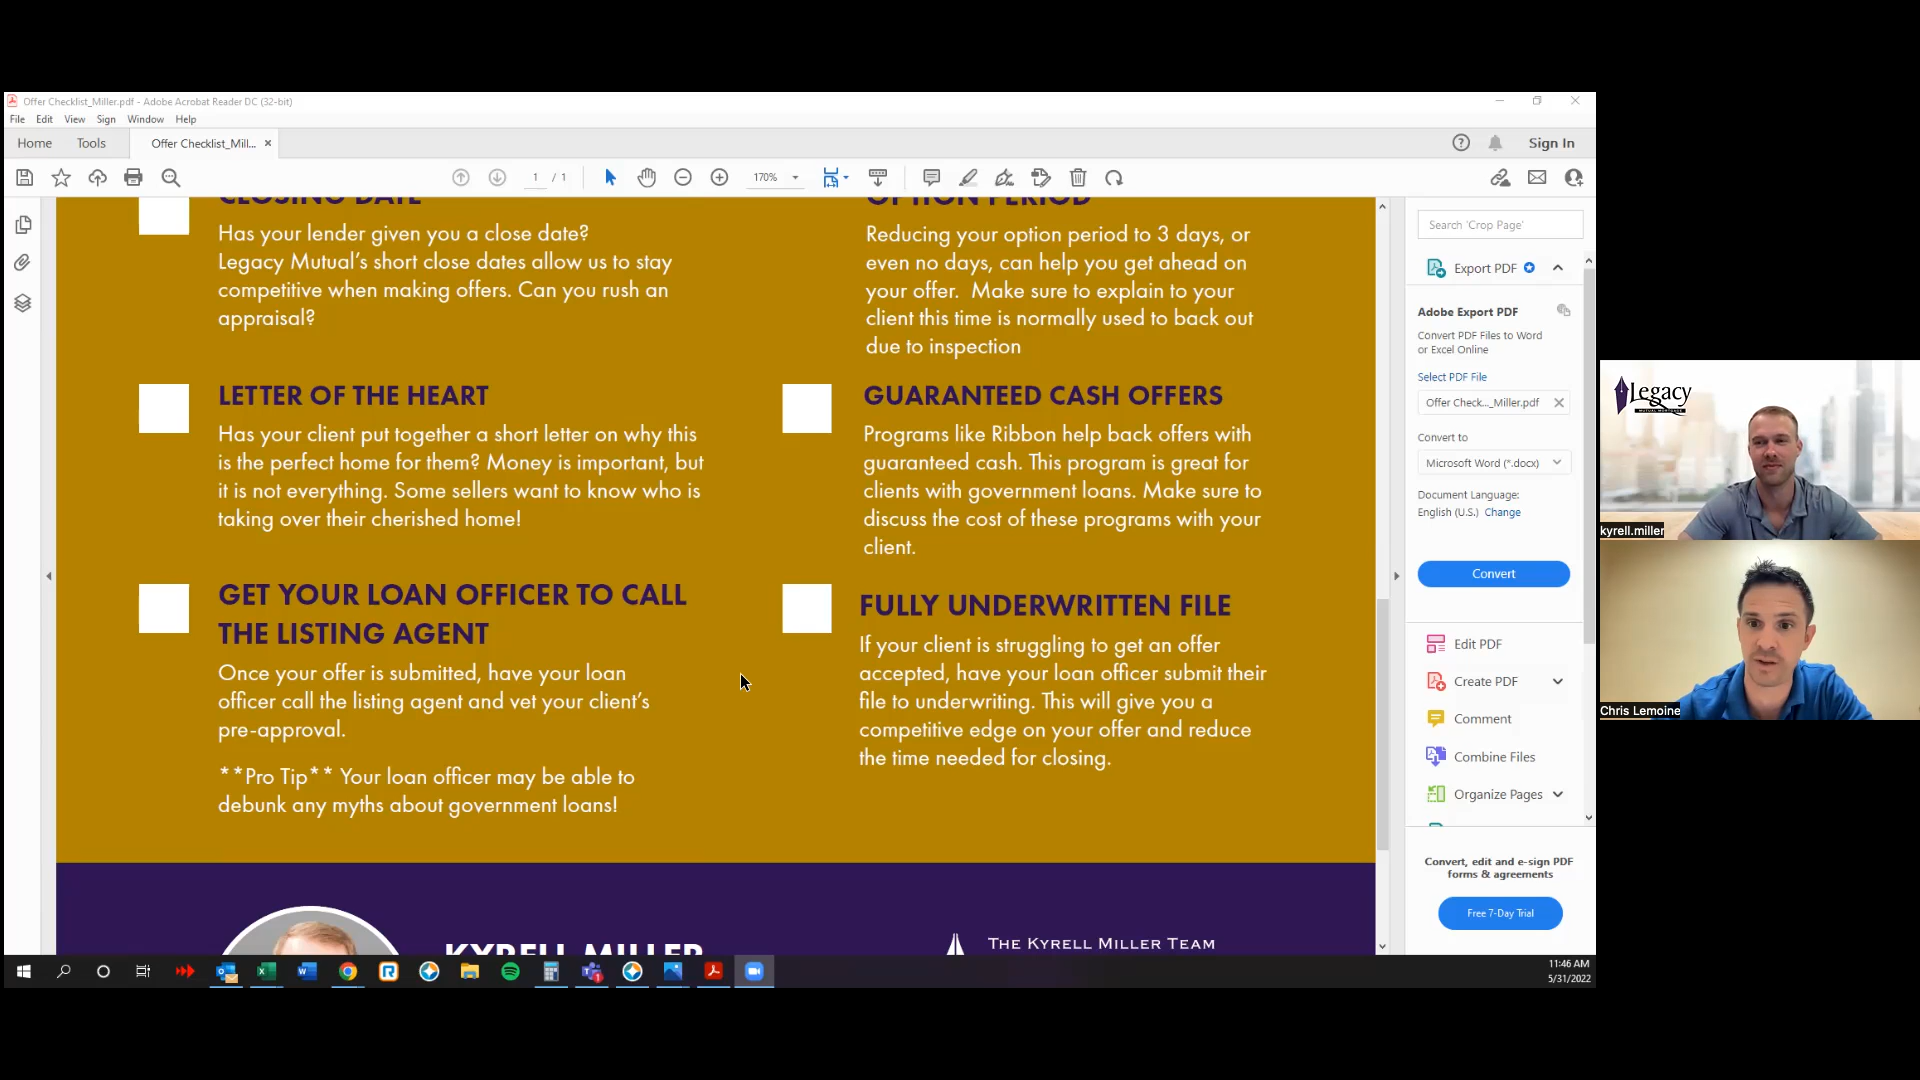 Offer Checklist_Miller.pdf - Adobe Acrobat Reader DC (32-bit)
File Edit View Sign Window Help
Home Tools Offer Checklist_Mill... × Sign In
1 / 1 170%
CLOSING DATE
Has your lender given you a close date?
Legacy Mutual's short close dates allow us to stay
competitive when making offers. Can you rush an
appraisal?
OPTION PERIOD
Reducing your option period to 3 days, or
even no days, can help you get ahead on
your offer. Make sure to explain to your
client this time is normally used to back out
due to inspection
LETTER OF THE HEART
Has your client put together a short letter on why this
is the perfect home for them? Money is important, but
it is not everything. Some sellers want to know who is
taking over their cherished home!
GUARANTEED CASH OFFERS
Programs like Ribbon help back offers with
guaranteed cash. This program is great for
clients with government loans. Make sure to
discuss the cost of these programs with your
client.
GET YOUR LOAN OFFICER TO CALL
THE LISTING AGENT
Once your offer is submitted, have your loan
officer call the listing agent and vet your client's
pre-approval.
**Pro Tip** Your loan officer may be able to
debunk any myths about government loans!
FULLY UNDERWRITTEN FILE
If your client is struggling to get an offer
accepted, have your loan officer submit their
file to underwriting. This will give you a
competitive edge on your offer and reduce
the time needed for closing.
KYRELL MILLER
THE KYRELL MILLER TEAM
Search 'Crop Page'
Export PDF
Adobe Export PDF
Convert PDF Files to Word
or Excel Online
Select PDF File
Offer Check..._Miller.pdf
Convert to
Microsoft Word (*.docx)
Document Language:
English (U.S.) Change
Convert
Edit PDF
Create PDF
Comment
Combine Files
Organize Pages
Convert, edit and e-sign PDF
forms & agreements
Free 7-Day Trial
11:46 AM
5/31/2022
Legacy
kyrell.miller
Chris Lemoine